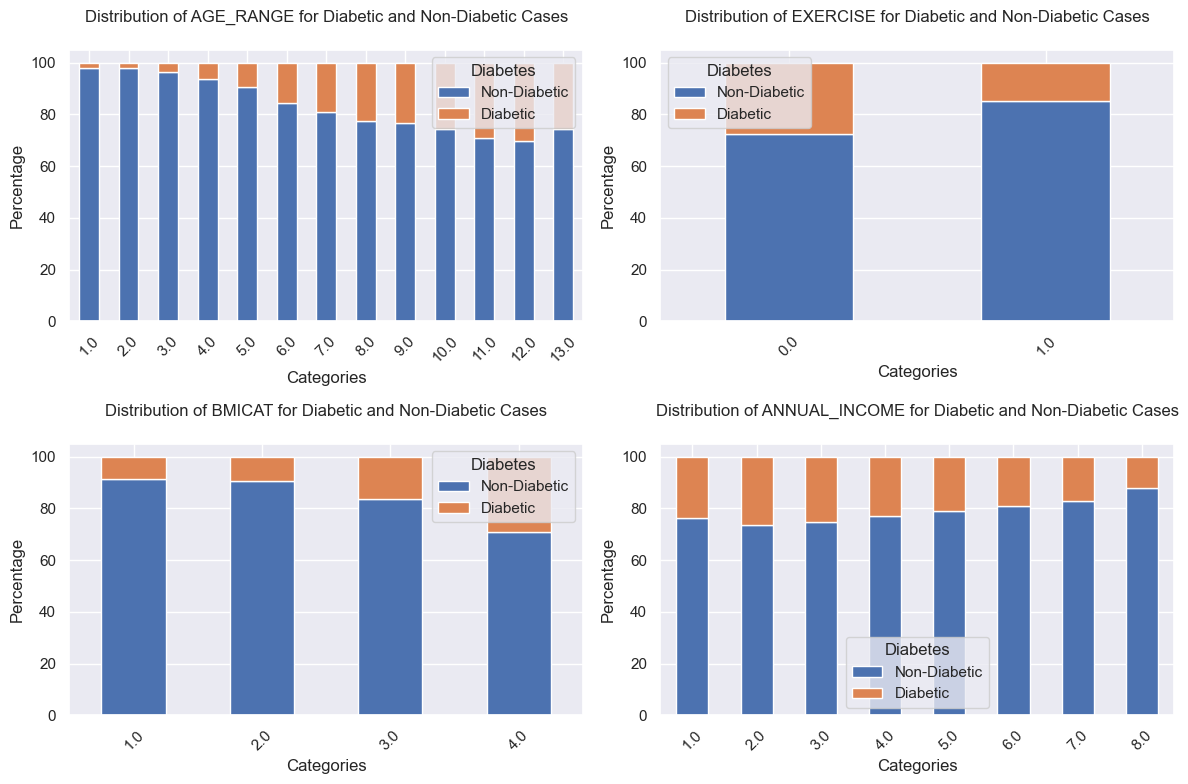 Distribution of AGE_RANGE for Diabetic and Non-Diabetic Cases
100
80
60
40
20
0
Percentage
Diabetes
Non-Diabetic
Diabetic
1.0 2.0 3.0 4.0 5.0 6.0 7.0 8.0 9.0 10.0 11.0 12.0 13.0
Categories
Distribution of EXERCISE for Diabetic and Non-Diabetic Cases
100
80
60
40
20
0
Percentage
Diabetes
Non-Diabetic
Diabetic
0.0 1.0
Categories
Distribution of BMICAT for Diabetic and Non-Diabetic Cases
100
80
60
40
20
0
Percentage
Diabetes
Non-Diabetic
Diabetic
1.0 2.0 3.0 4.0
Categories
Distribution of ANNUAL_INCOME for Diabetic and Non-Diabetic Cases
100
80
60
40
20
0
Percentage
Diabetes
Non-Diabetic
Diabetic
1.0 2.0 3.0 4.0 5.0 6.0 7.0 8.0
Categories